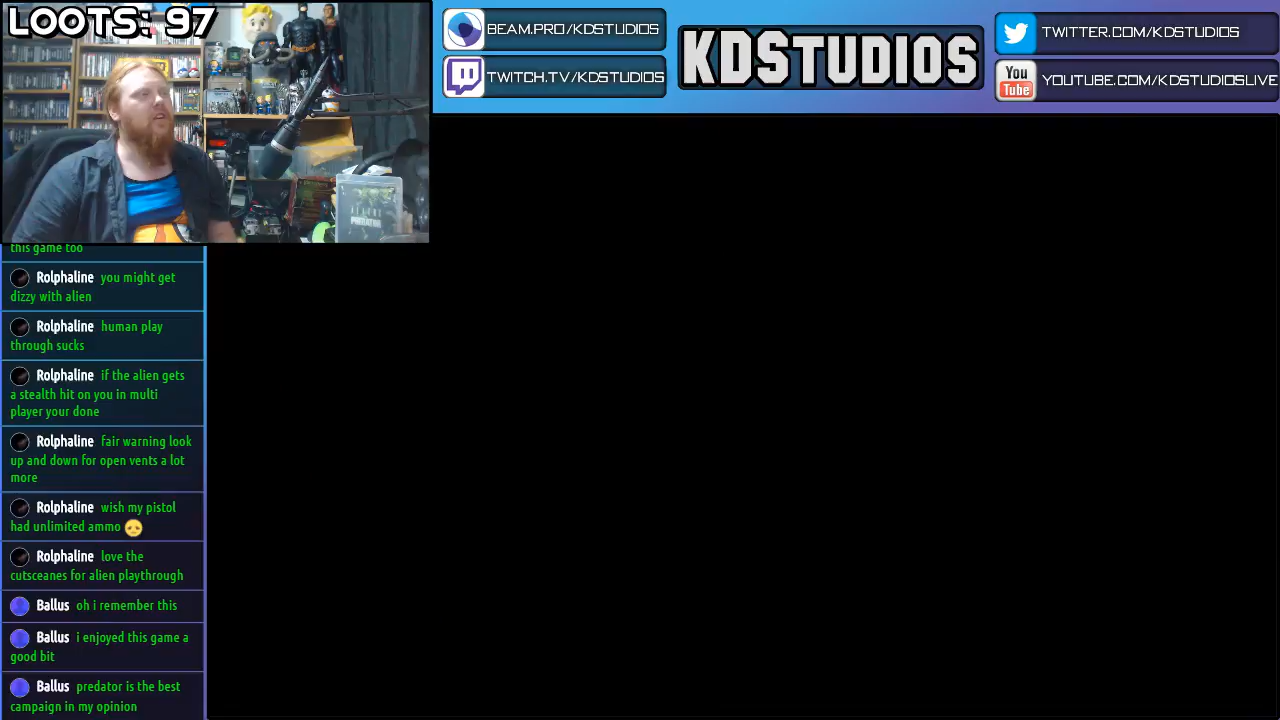 LOOTS: 97
BEAM.PRO/KDSTUDIOS
TWITCH.TV/KDSTUDIOS
KDSTUDIOS
TWITTER.COM/KDSTUDIOS
You
Tube
YOUTUBE.COM/KDSTUDIOSLIVE
ALIENS
PREDATOR
this game too
Rolphaline you might get
dizzy with alien
Rolphaline human play
through sucks
Rolphaline if the alien gets
a stealth hit on you in multi
player your done
Rolphaline fair warning look
up and down for open vents a lot
more
Rolphaline wish my pistol
had unlimited ammo
Rolphaline love the
cutsceanes for alien playthrough
Ballus oh i remember this
Ballus i enjoyed this game a
good bit
Ballus predator is the best
campaign in my opinion